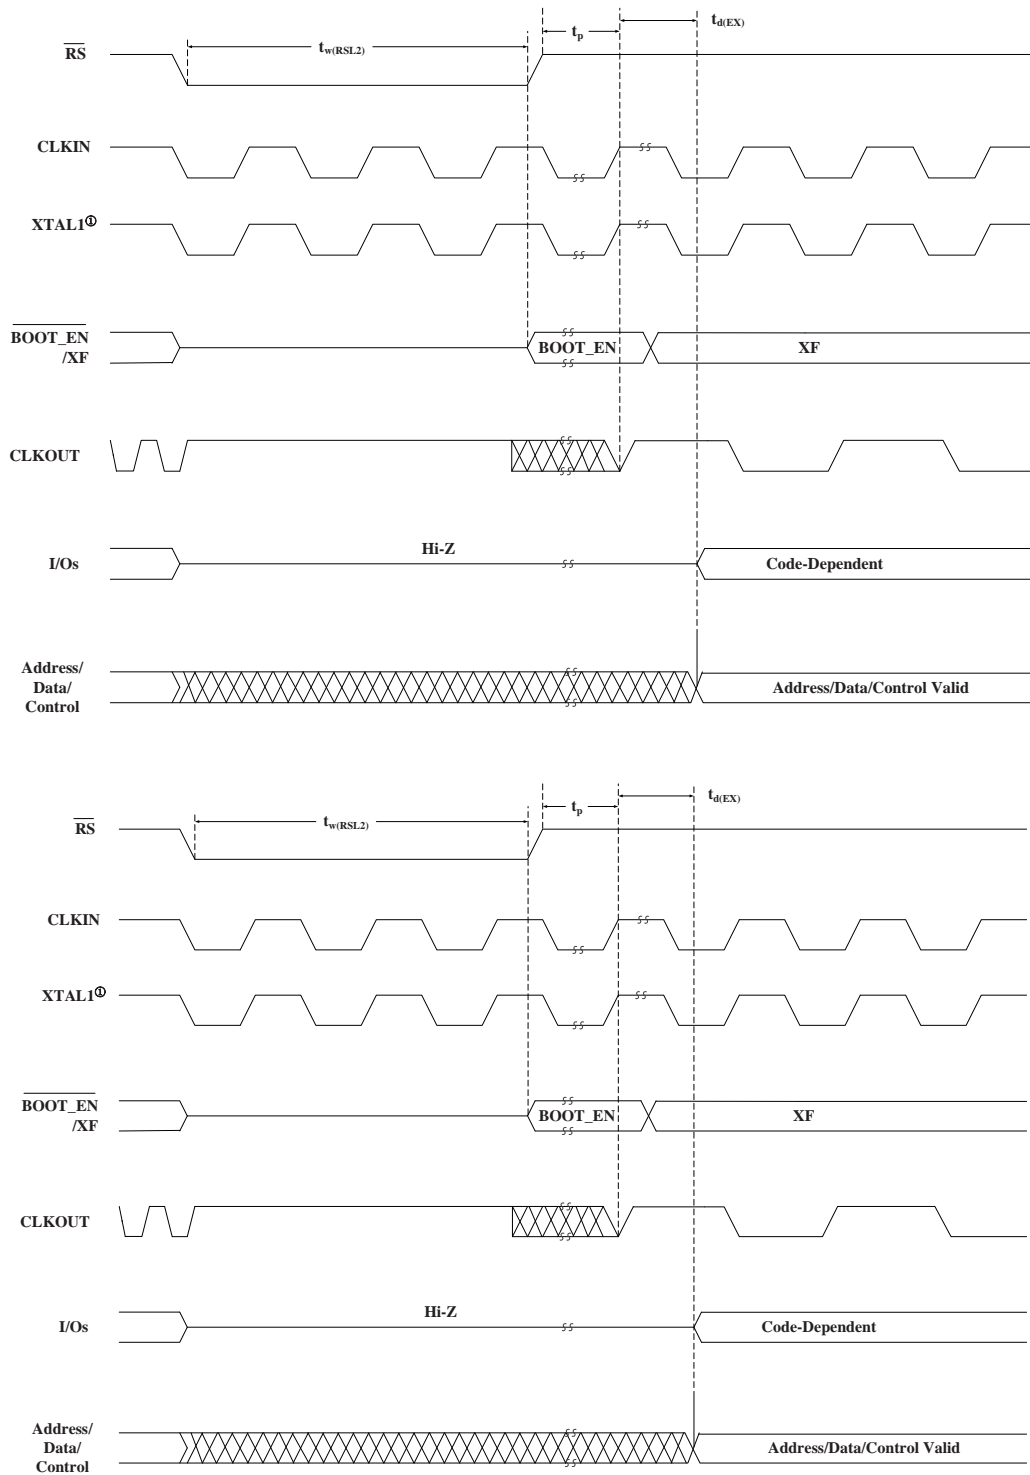 t_d(EX)
t_p
t_w(RSL2)
RS
CLKIN
XTAL1①
BOOT_EN
/XF
BOOT_EN
XF
CLKOUT
Hi-Z
I/Os
Code-Dependent
Address/
Data/
Control
Address/Data/Control Valid
t_d(EX)
t_p
t_w(RSL2)
RS
CLKIN
XTAL1①
BOOT_EN
/XF
BOOT_EN
XF
CLKOUT
Hi-Z
I/Os
Code-Dependent
Address/
Data/
Control
Address/Data/Control Valid